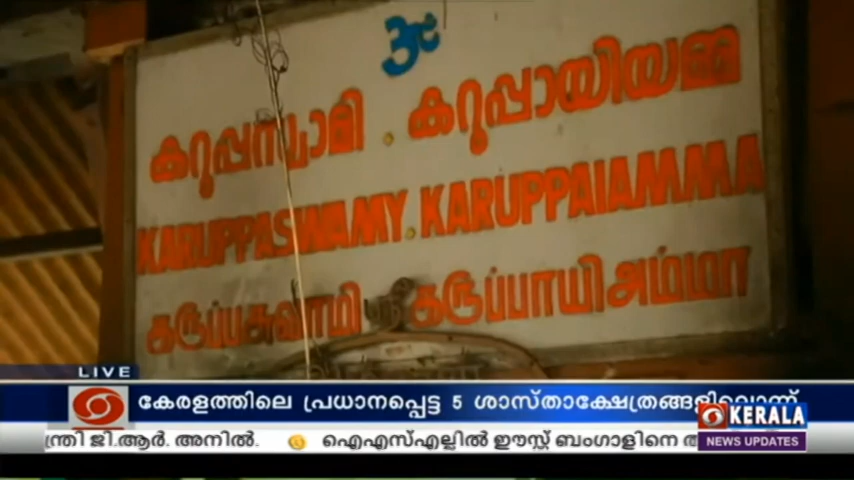 ഓം
കറുപ്പസ്വാമി . കറുപ്പായിയമ്മ
KARUPPASWAMY. KARUPPAIAMMA
கருப்பசுவாமி கருப்பாயி அம்மா
LIVE
കേരളത്തിലെ പ്രധാനപ്പെട്ട 5 ശാസ്താക്ഷേത്രങ്ങളിലൊന്ന്
KERALA
NEWS UPDATES
ന്ത്രി ജി.ആർ. അനിൽ. ഐഎസ്എല്ലിൽ ഈസ്റ്റ് ബംഗാളിനെ